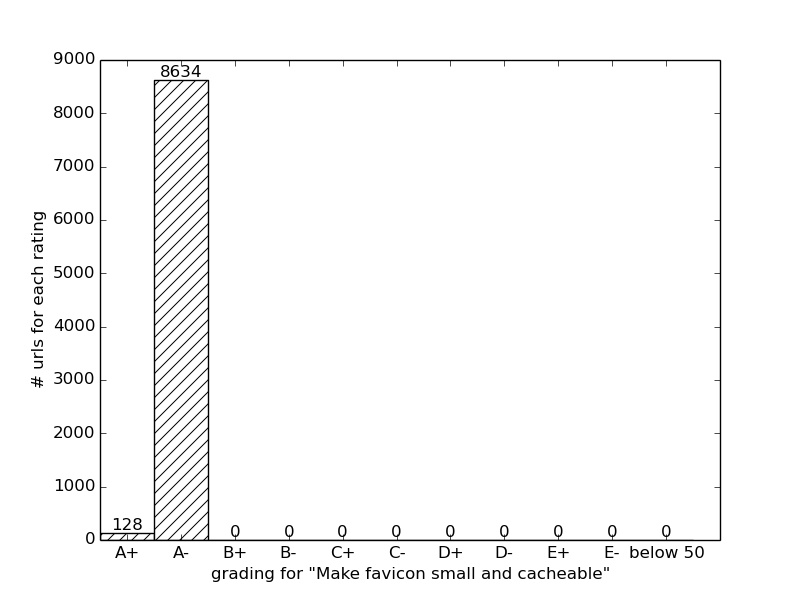 9000
8000
7000
6000
5000
4000
3000
2000
1000
0
# urls for each rating
128 8634 0 0 0 0 0 0 0 0 0
A+ A- B+ B- C+ C- D+ D- E+ E- below 50
grading for "Make favicon small and cacheable"